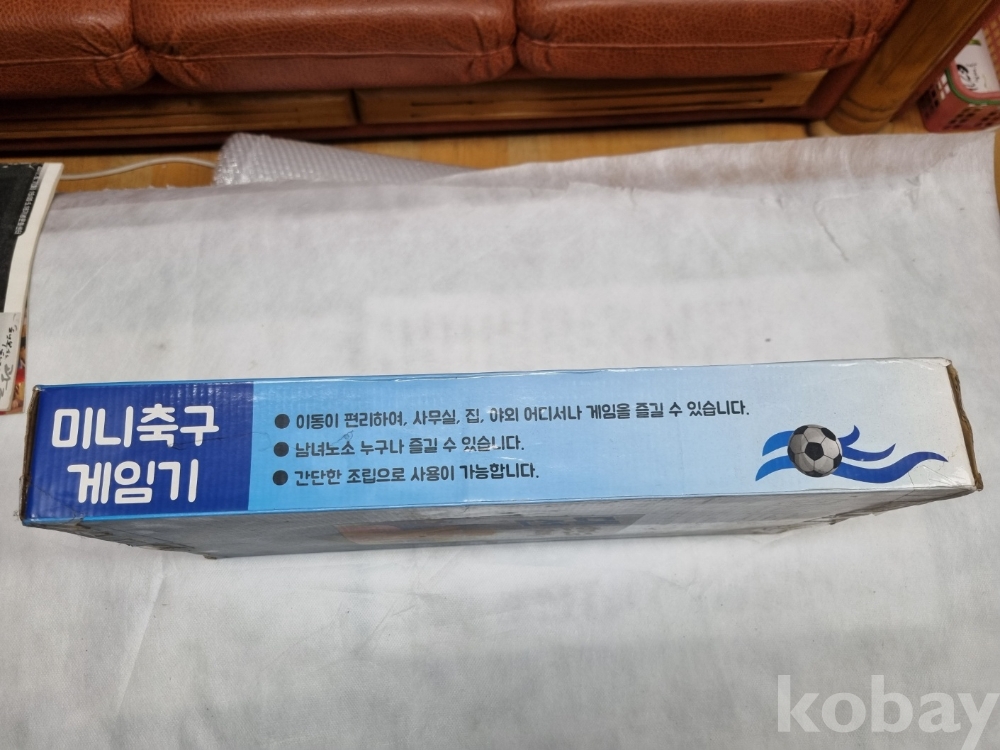 미니축구
게임기
● 이동이 편리하여, 사무실, 집, 야외 어디서나 게임을 즐길 수 있습니다.
● 남녀노소 누구나 즐길 수 있습니다.
● 간단한 조립으로 사용이 가능합니다.
kobay